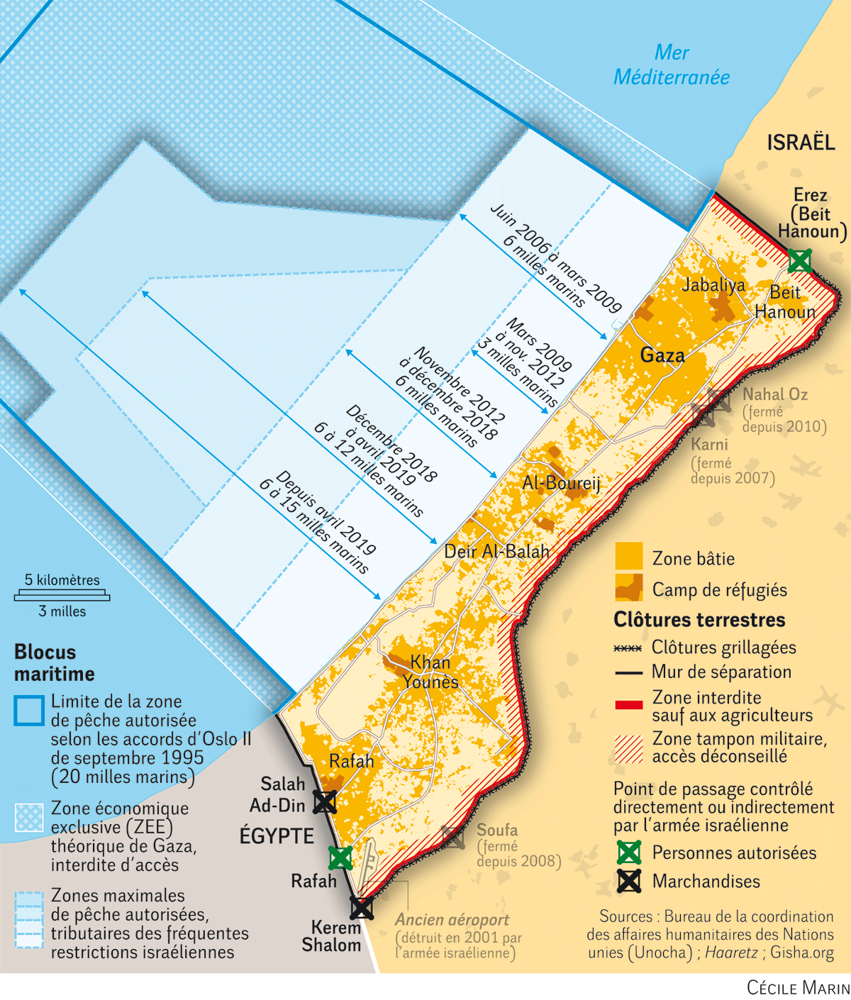 Mer
Méditerranée
ISRAËL
Erez
(Beit
Hanoun)
Juin 2006 à mars 2009
6 milles marins
Mars 2009
à nov. 2012
3 milles marins
Novembre 2012
à décembre 2018
6 milles marins
Décembre 2018
à avril 2019
6 à 12 milles marins
Depuis avril 2019
6 à 15 milles marins
Jabaliya
Beit
Hanoun
Gaza
Nahal Oz
(fermé
depuis 2010)
Karni
(fermé
depuis 2007)
Al-Boureij
Deir Al-Balah
Khan
Younès
Rafah
Salah
Ad-Din
ÉGYPTE
Rafah
Kerem
Shalom
Soufa
(fermé
depuis 2008)
Ancien aéroport
(détruit en 2001 par
l'armée israélienne)
5 kilomètres
3 milles
Blocus
maritime
Limite de la zone
de pêche autorisée
selon les accords d'Oslo II
de septembre 1995
(20 milles marins)
Zone économique
exclusive (ZEE)
théorique de Gaza,
interdite d'accès
Zones maximales
de pêche autorisées,
tributaires des fréquentes
restrictions israéliennes
Zone bâtie
Camp de réfugiés
Clôtures terrestres
Clôtures grillagées
Mur de séparation
Zone interdite
sauf aux agriculteurs
Zone tampon militaire,
accès déconseillé
Point de passage contrôlé
directement ou indirectement
par l'armée israélienne
Personnes autorisées
Marchandises
Sources : Bureau de la coordination
des affaires humanitaires des Nations
unies (Unocha) ; Haaretz ; Gisha.org
CÉCILE MARIN